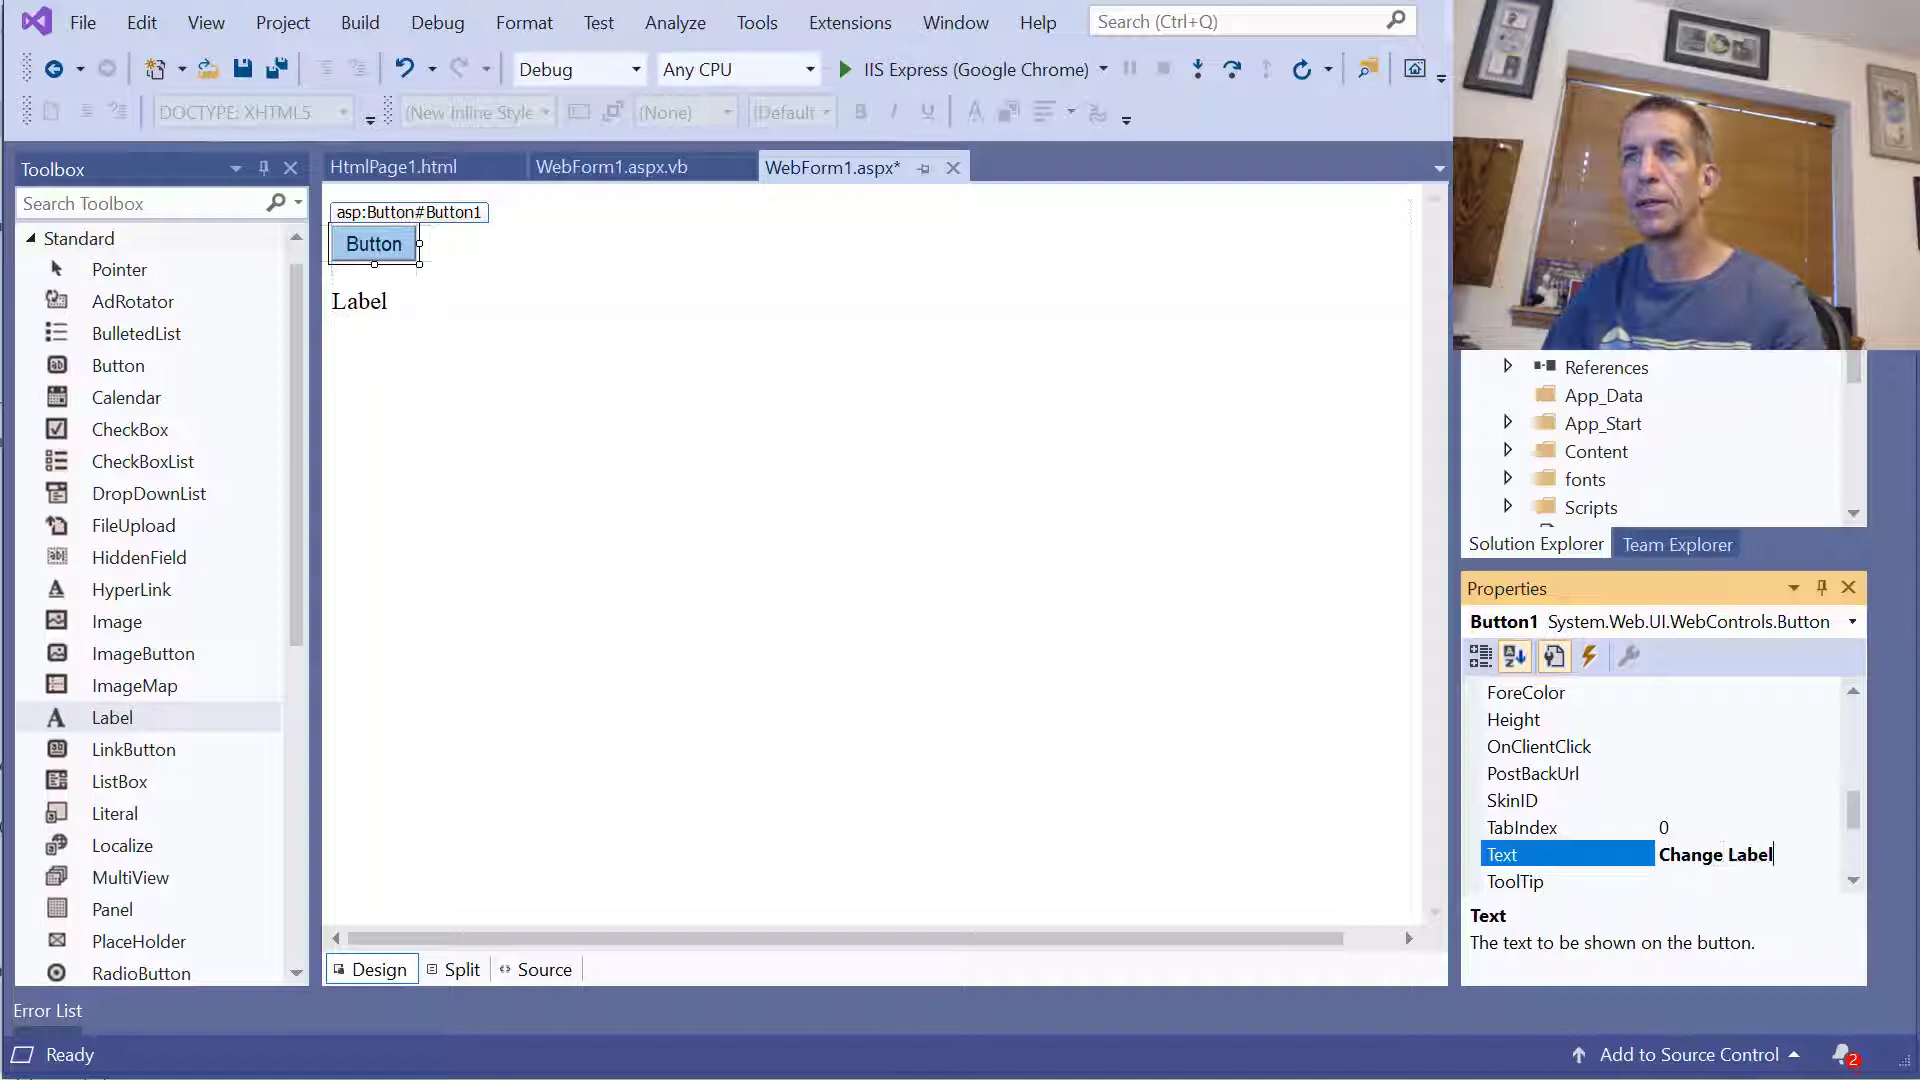 File Edit View Project Build Debug Format Test Analyze Tools Extensions Window Help Search (Ctrl+Q)
Debug Any CPU IIS Express (Google Chrome)
DOCTYPE: XHTML5 (New Inline Style (None) (Default
Toolbox
HtmlPage1.html WebForm1.aspx.vb WebForm1.aspx*
Search Toolbox
asp:Button#Button1
Button
Label
Standard
Pointer
AdRotator
BulletedList
Button
Calendar
CheckBox
CheckBoxList
DropDownList
FileUpload
HiddenField
HyperLink
Image
ImageButton
ImageMap
Label
LinkButton
ListBox
Literal
Localize
MultiView
Panel
PlaceHolder
RadioButton
Design Split Source
References
App_Data
App_Start
Content
fonts
Scripts
Solution Explorer Team Explorer
Properties
Button1 System.Web.UI.WebControls.Button
ForeColor
Height
OnClientClick
PostBackUrl
SkinID
TabIndex 0
Text Change Label
ToolTip
Text
The text to be shown on the button.
Error List
Ready Add to Source Control 2